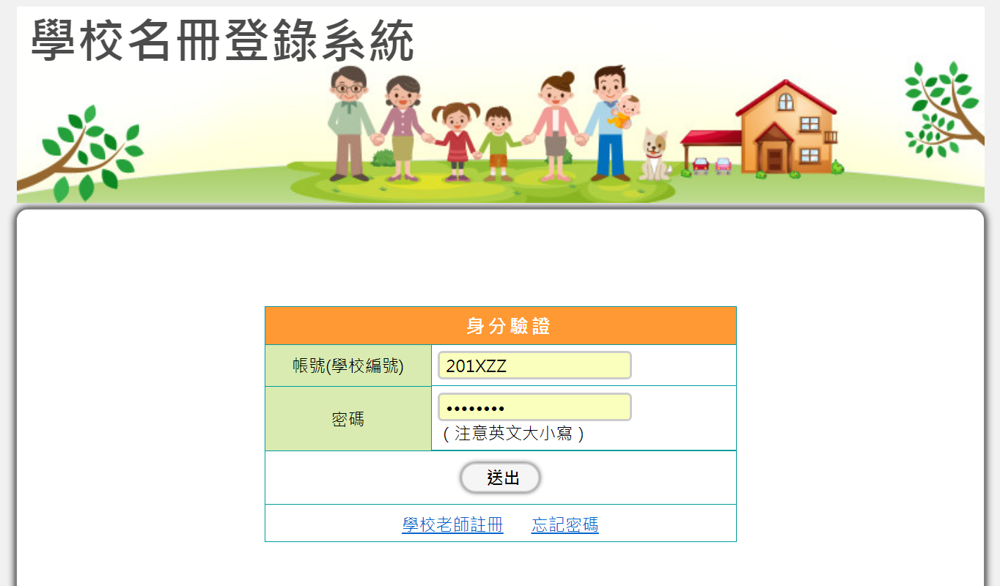 學校名冊登錄系統
身分驗證
帳號(學校編號)
201XZZ
密碼
••••••••
(注意英文大小寫)
送出
學校老師註冊 忘記密碼